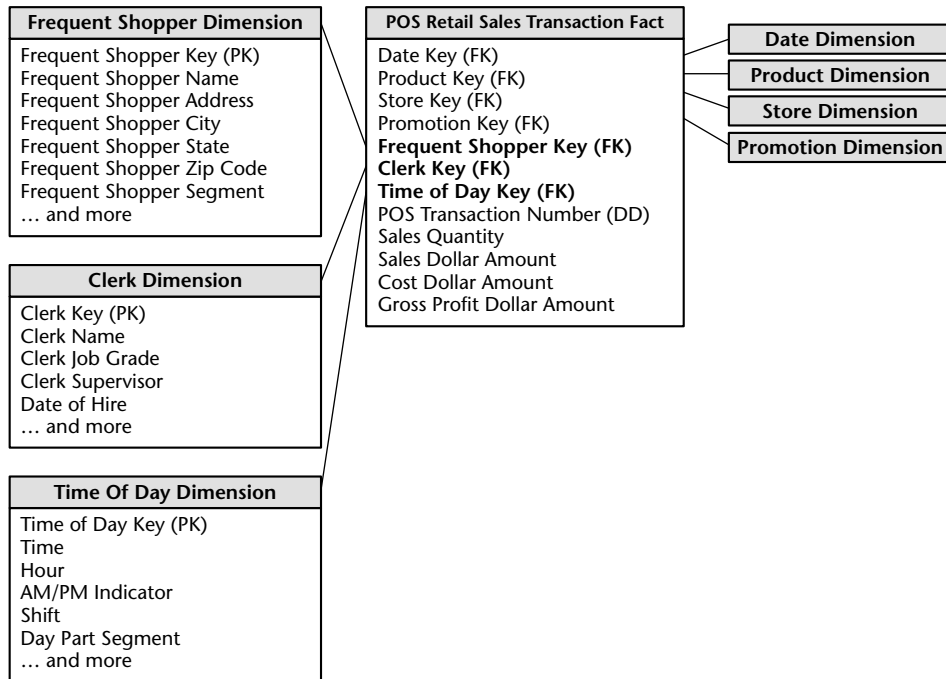 Frequent Shopper Dimension
Frequent Shopper Key (PK)
Frequent Shopper Name
Frequent Shopper Address
Frequent Shopper City
Frequent Shopper State
Frequent Shopper Zip Code
Frequent Shopper Segment
… and more
Clerk Dimension
Clerk Key (PK)
Clerk Name
Clerk Job Grade
Clerk Supervisor
Date of Hire
… and more
Time Of Day Dimension
Time of Day Key (PK)
Time
Hour
AM/PM Indicator
Shift
Day Part Segment
… and more
POS Retail Sales Transaction Fact
Date Key (FK)
Product Key (FK)
Store Key (FK)
Promotion Key (FK)
Frequent Shopper Key (FK)
Clerk Key (FK)
Time of Day Key (FK)
POS Transaction Number (DD)
Sales Quantity
Sales Dollar Amount
Cost Dollar Amount
Gross Profit Dollar Amount
Date Dimension
Product Dimension
Store Dimension
Promotion Dimension